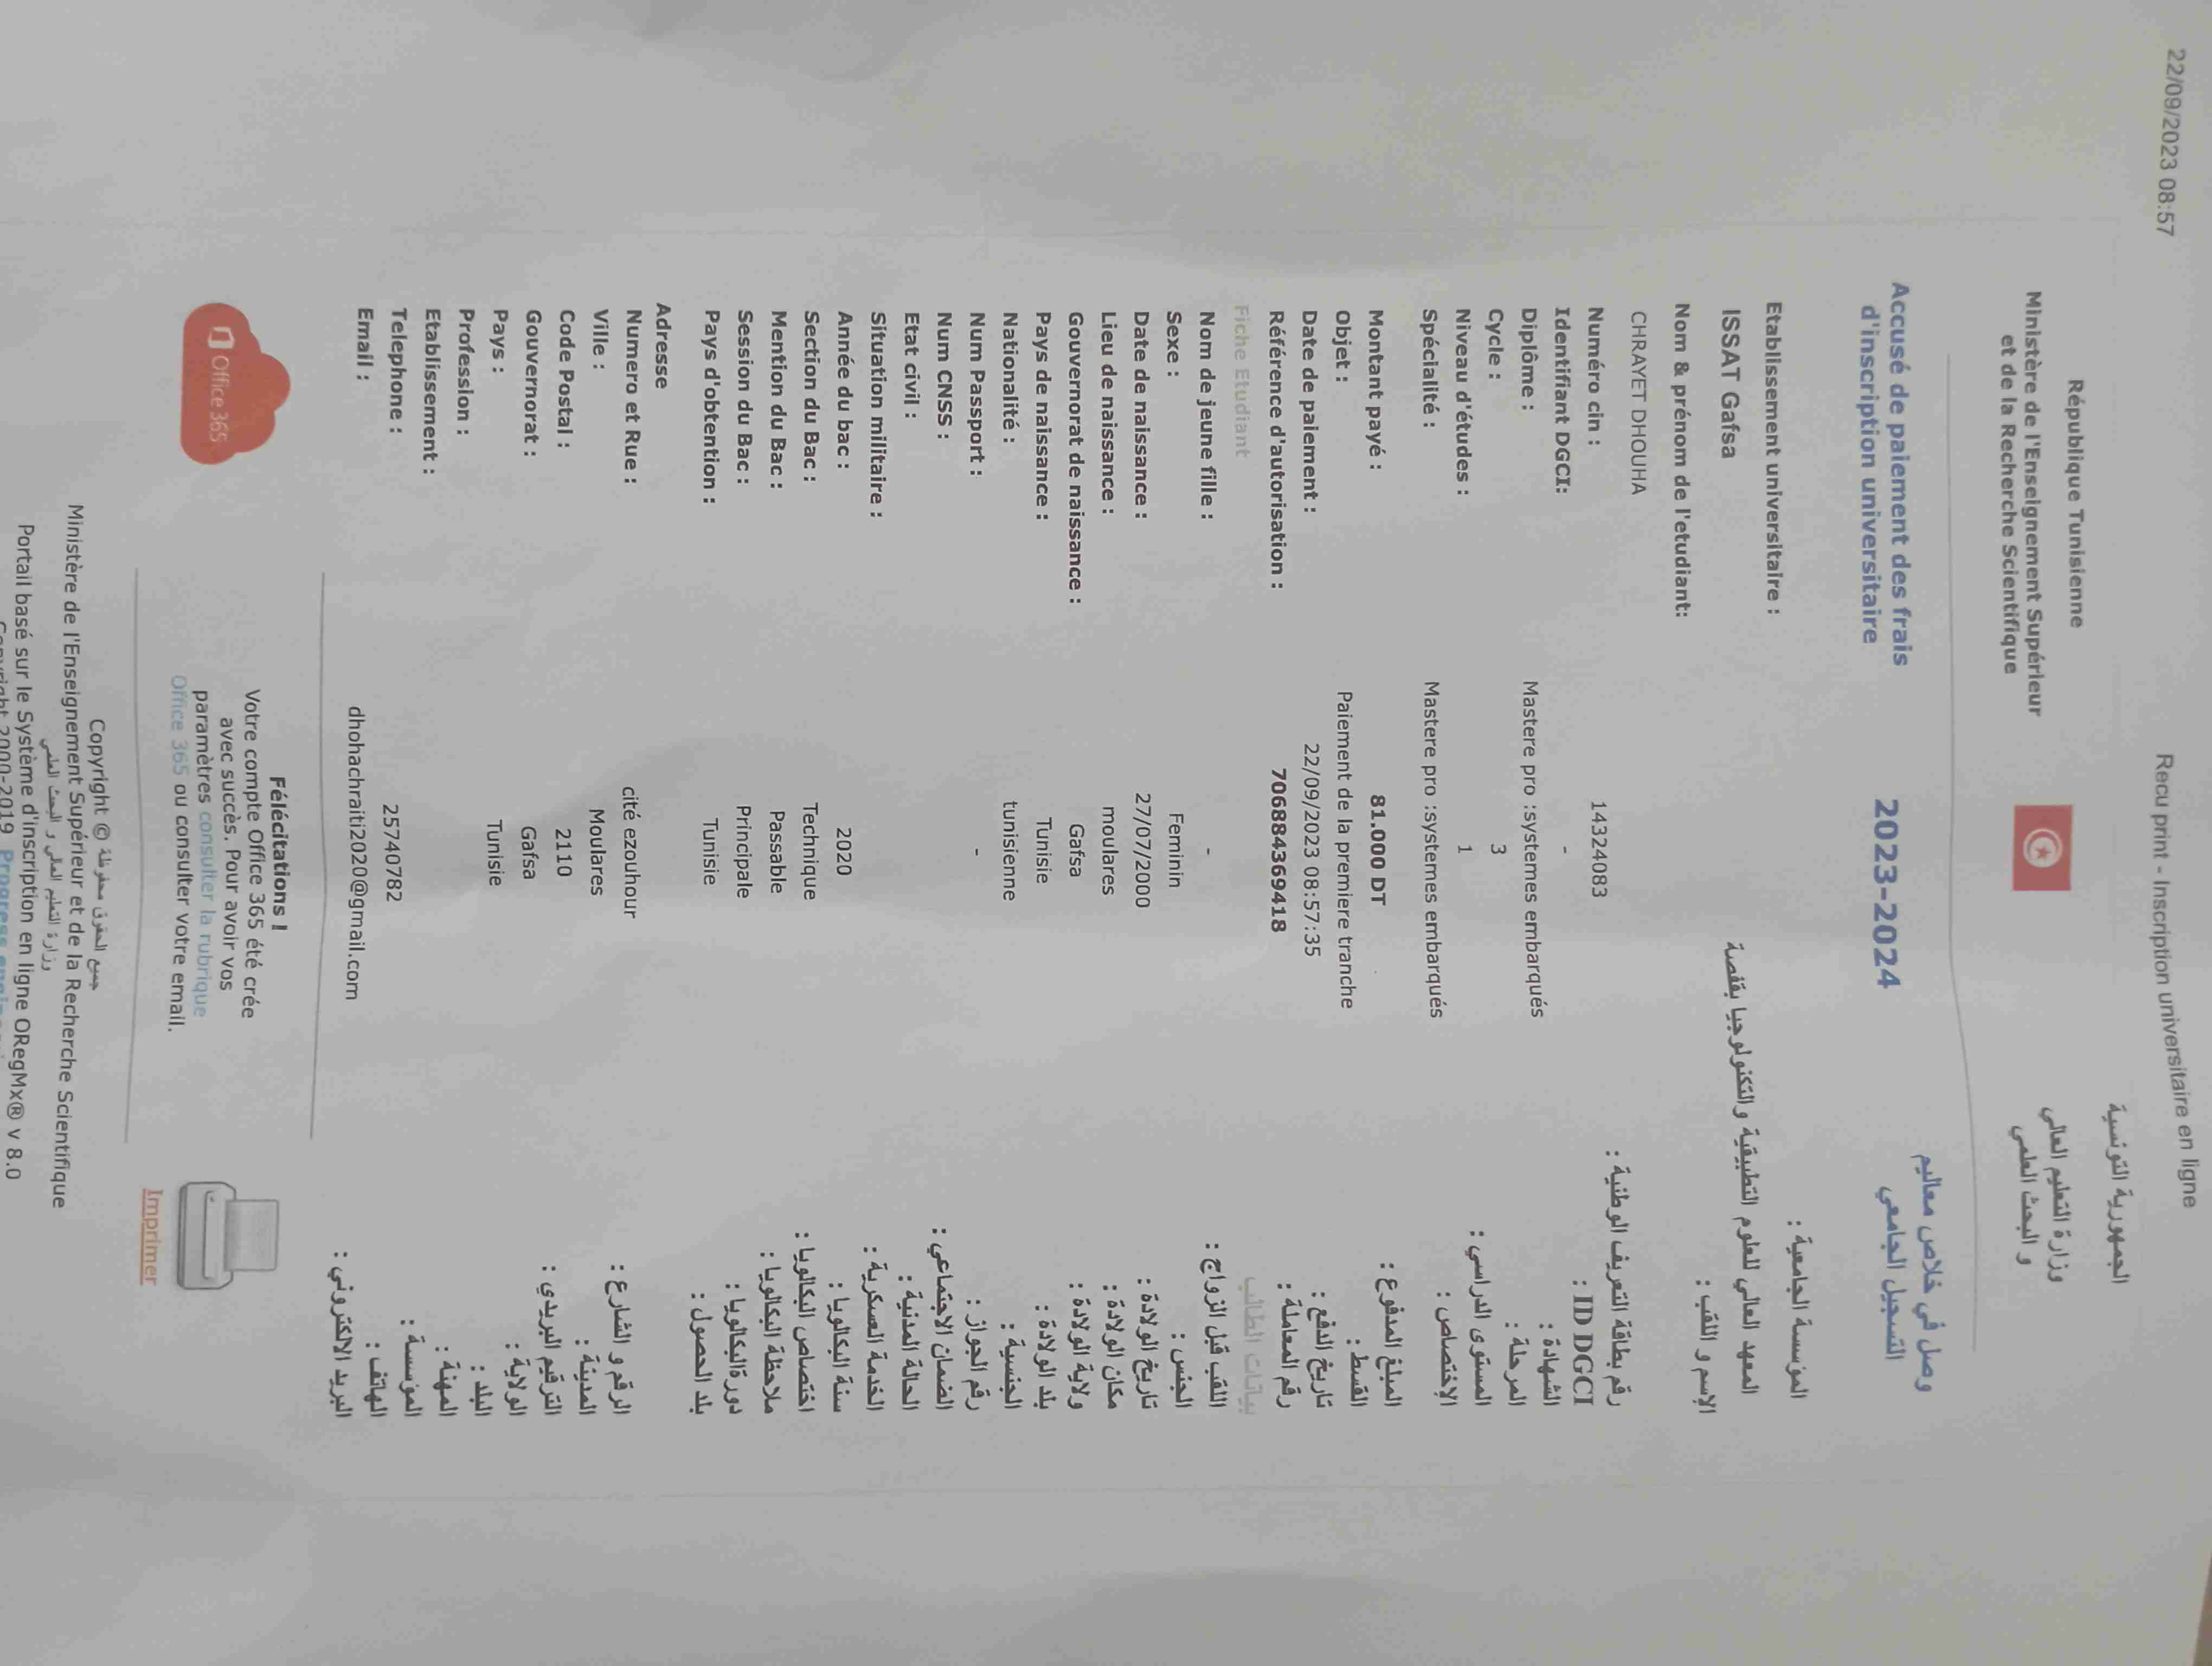 22/09/2023 08:57 Recu print - Inscription universitaire en ligne
République Tunisienne الجمهورية التونسية
Ministère de l'Enseignement Supérieur وزارة التعليم العالي
et de la Recherche Scientifique و البحث العلمي
Accusé de paiement des frais 2023-2024 وصل في خلاص معاليم
d'inscription universitaire التسجيل الجامعي
Etablissement universitaire : المؤسسة الجامعية :
ISSAT Gafsa المعهد العالي للعلوم التطبيقية والتكنولوجيا بقفصة
Nom & prénom de l'etudiant: الإسم و اللقب :
CHRAYET DHOUHA
Numéro cin : 14324083 رقم بطاقة التعريف الوطنية :
Identifiant DGCI: - ID DGCI :
Diplôme : Mastere pro :systemes embarqués الشهادة :
Cycle : 3 المرحلة :
Niveau d'études : 1 المستوى الدراسي :
Spécialité : Mastere pro :systemes embarqués الإختصاص :
Montant payé : 81.000 DT المبلغ المدفوع :
Objet : Paiement de la premiere tranche القسط :
Date de paiement : 22/09/2023 08:57:35 تاريخ الدفع :
Référence d'autorisation : 706884369418 رقم المعاملة :
Fiche Etudiant بيانات الطالب
Nom de jeune fille : - اللقب قبل الزواج :
Sexe : Feminin الجنس :
Date de naissance : 27/07/2000 تاريخ الولادة :
Lieu de naissance : moulares مكان الولادة :
Gouvernorat de naissance : Gafsa ولاية الولادة :
Pays de naissance : Tunisie بلد الولادة :
Nationalité : tunisienne الجنسية :
Num Passport : - رقم الجواز :
Num CNSS : الضمان الاجتماعي :
Etat civil : الحالة المدنية :
Situation militaire : الخدمة العسكرية :
Année du bac : 2020 سنة البكالويا :
Section du Bac : Technique اختصاص البكالويا :
Mention du Bac : Passable ملاحظة البكالويا :
Session du Bac : Principale دورةالبكالويا :
Pays d'obtention : Tunisie بلد الحصول :
Adresse
Numero et Rue : cité ezouhour الرقم و الشارع :
Ville : Moulares المدينة :
Code Postal : 2110 الترقيم البريدي :
Gouvernorat : Gafsa الولاية :
Pays : Tunisie البلد :
Profession : المهنة :
Etablissement : المؤسسة :
Telephone : 25740782 الهاتف :
Email : dhohachraiti2020@gmail.com البريد الالكتروني :
Félécitations !
Votre compte Office 365 été crée
avec succès. Pour avoir vos
paramètres consulter la rubrique
Office 365 ou consulter votre email.
Office 365
Imprimer
Copyright © جميع الحقوق محفوظة
Ministère de l'Enseignement Supérieur et de la Recherche Scientifique
وزارة التعليم العالي و البحث العلمي
Portail basé sur le Système d'inscription en ligne ORegMx® v 8.0
Copyright 2000-2019